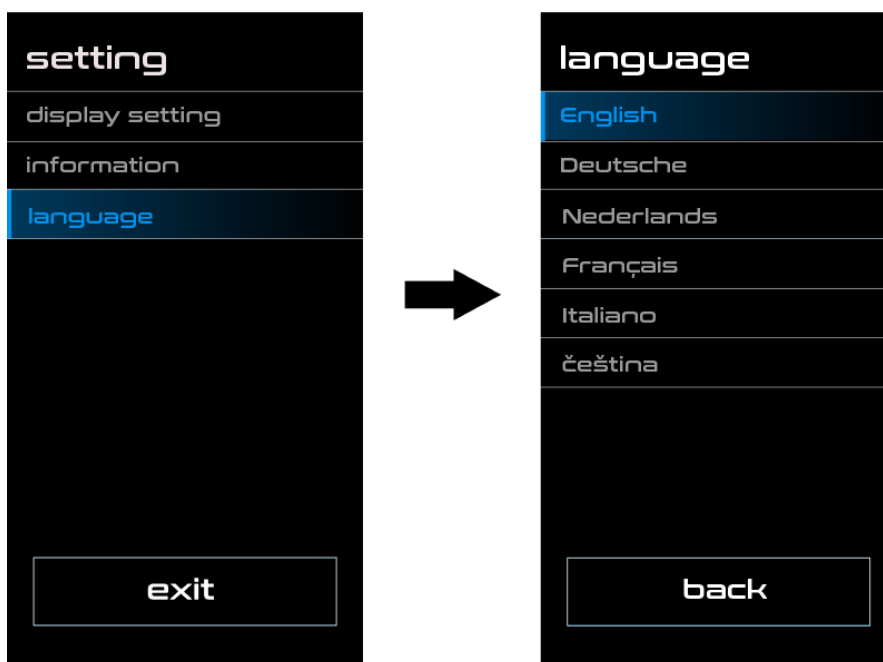 setting
display setting
information
language
exit
language
English
Deutsche
Nederlands
Français
Italiano
čeština
back